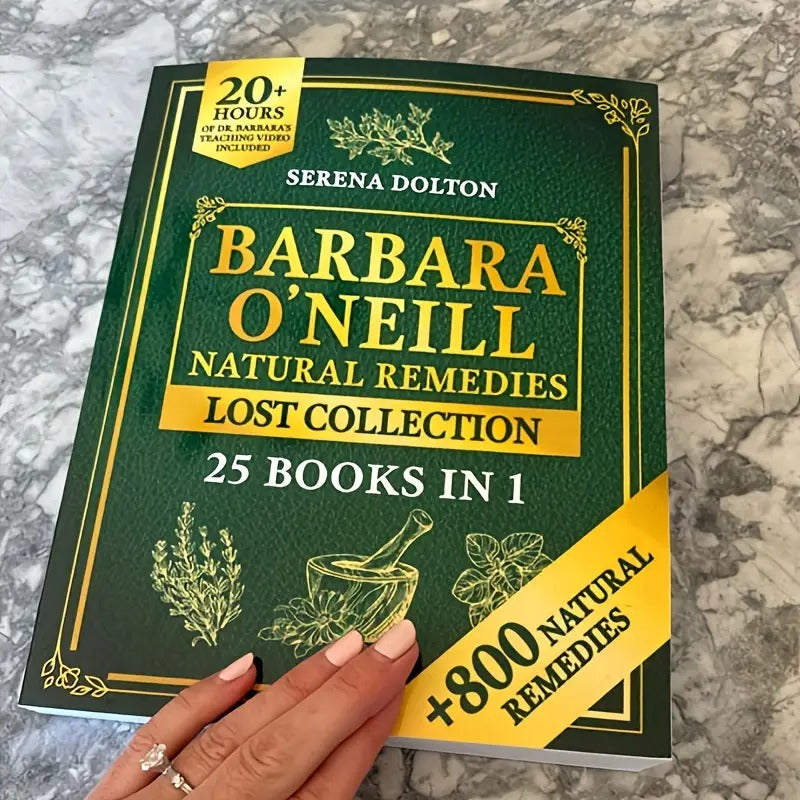 20+
HOURS
OF DR. BARBARA'S
TEACHING VIDEO
INCLUDED
SERENA DOLTON
BARBARA
O'NEILL
NATURAL REMEDIES
LOST COLLECTION
25 BOOKS IN 1
+800 NATURAL
REMEDIES